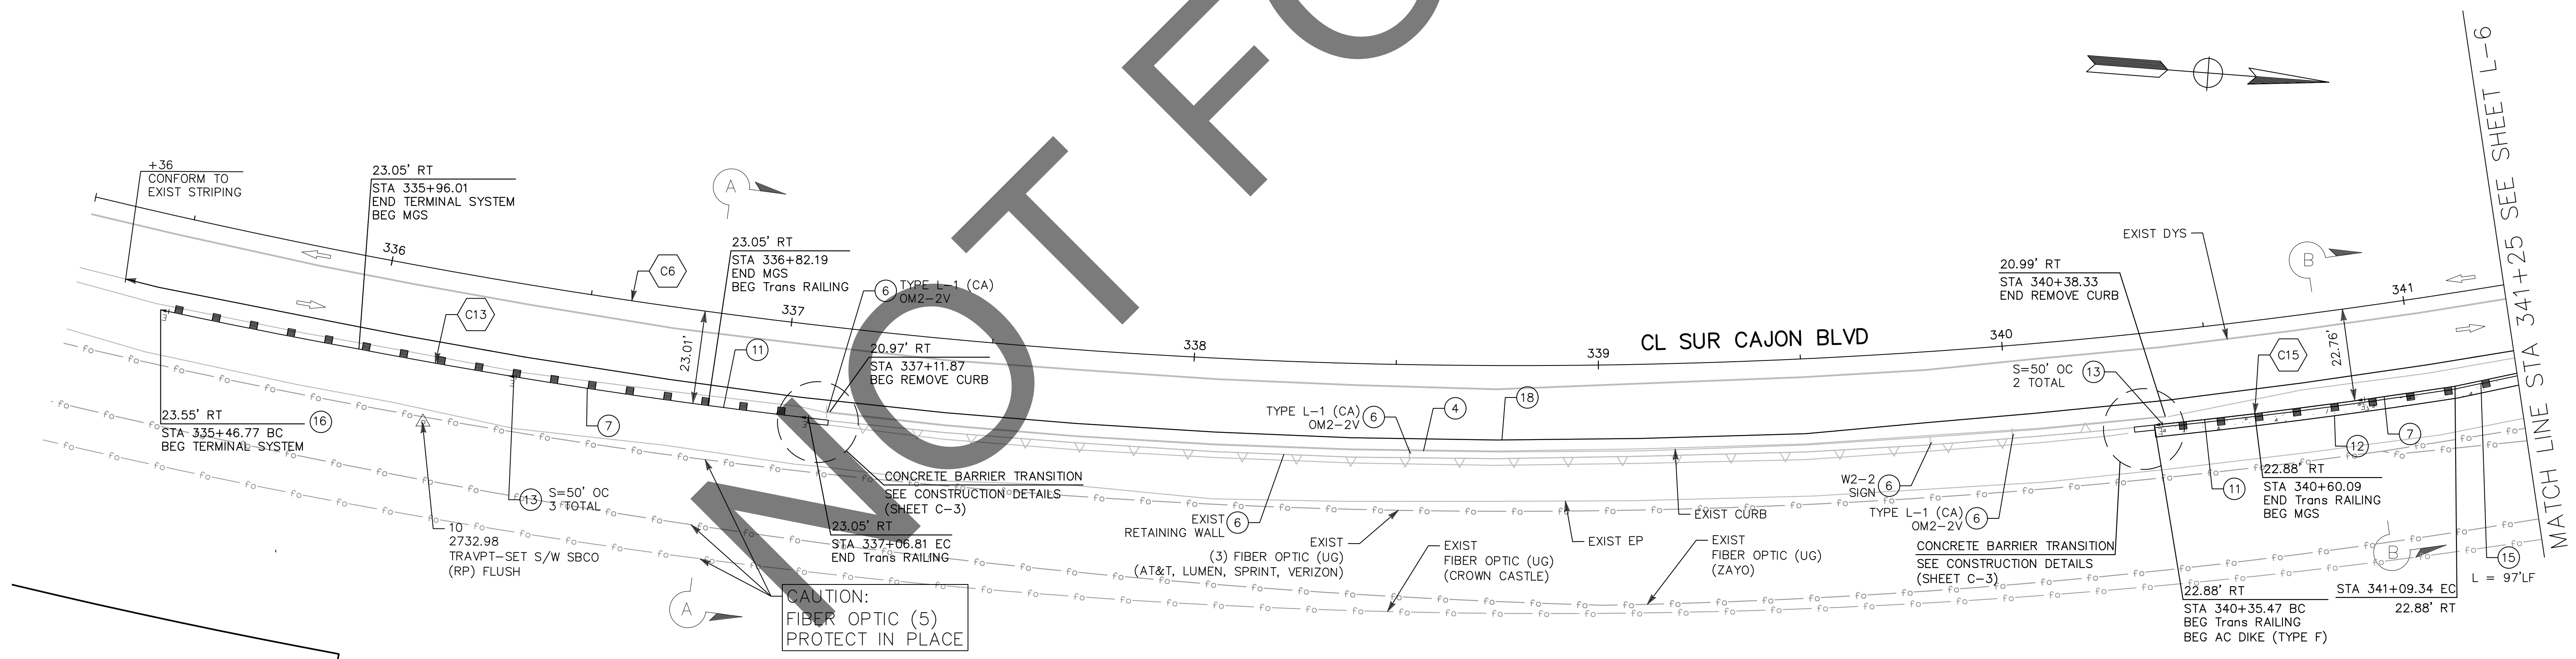 NOT FO
+36
CONFORM TO
EXIST STRIPING
23.05' RT
STA 335+96.01
END TERMINAL SYSTEM
BEG MGS
336
C13
C6
A
23.05' RT
STA 336+82.19
END MGS
BEG Trans RAILING
23.01'
11
337
6 TYPE L-1 (CA)
OM2-2V
20.97' RT
STA 337+11.87
BEG REMOVE CURB
338
339
CL SUR CAJON BLVD
340
341
EXIST DYS
B
20.99' RT
STA 340+38.33
END REMOVE CURB
S=50' OC 13
2 TOTAL
C15
22.76'
MATCH LINE STA 341+25 SEE SHEET L-6
23.55' RT
STA 335+46.77 BC
BEG TERMINAL SYSTEM
16
10
2732.98
TRAVPT-SET S/W SBCO
(RP) FLUSH
13 S=50' OC
3 TOTAL
7
CONCRETE BARRIER TRANSITION
SEE CONSTRUCTION DETAILS
(SHEET C-3)
23.05' RT
STA 337+06.81 EC
END Trans RAILING
A
CAUTION:
FIBER OPTIC (5)
PROTECT IN PLACE
TYPE L-1 (CA) 6
OM2-2V
4
18
EXIST 6
RETAINING WALL
EXIST
(3) FIBER OPTIC (UG)
(AT&T, LUMEN, SPRINT, VERIZON)
EXIST
FIBER OPTIC (UG)
(CROWN CASTLE)
EXIST EP
EXIST CURB
EXIST
FIBER OPTIC (UG)
(ZAYO)
W2-2 6
SIGN
TYPE L-1 (CA) 6
OM2-2V
CONCRETE BARRIER TRANSITION
SEE CONSTRUCTION DETAILS
(SHEET C-3)
11
12
7
22.88' RT
STA 340+60.09
END Trans RAILING
BEG MGS
22.88' RT
STA 340+35.47 BC
BEG Trans RAILING
BEG AC DIKE (TYPE F)
B
STA 341+09.34 EC
22.88' RT
15
L = 97'LF